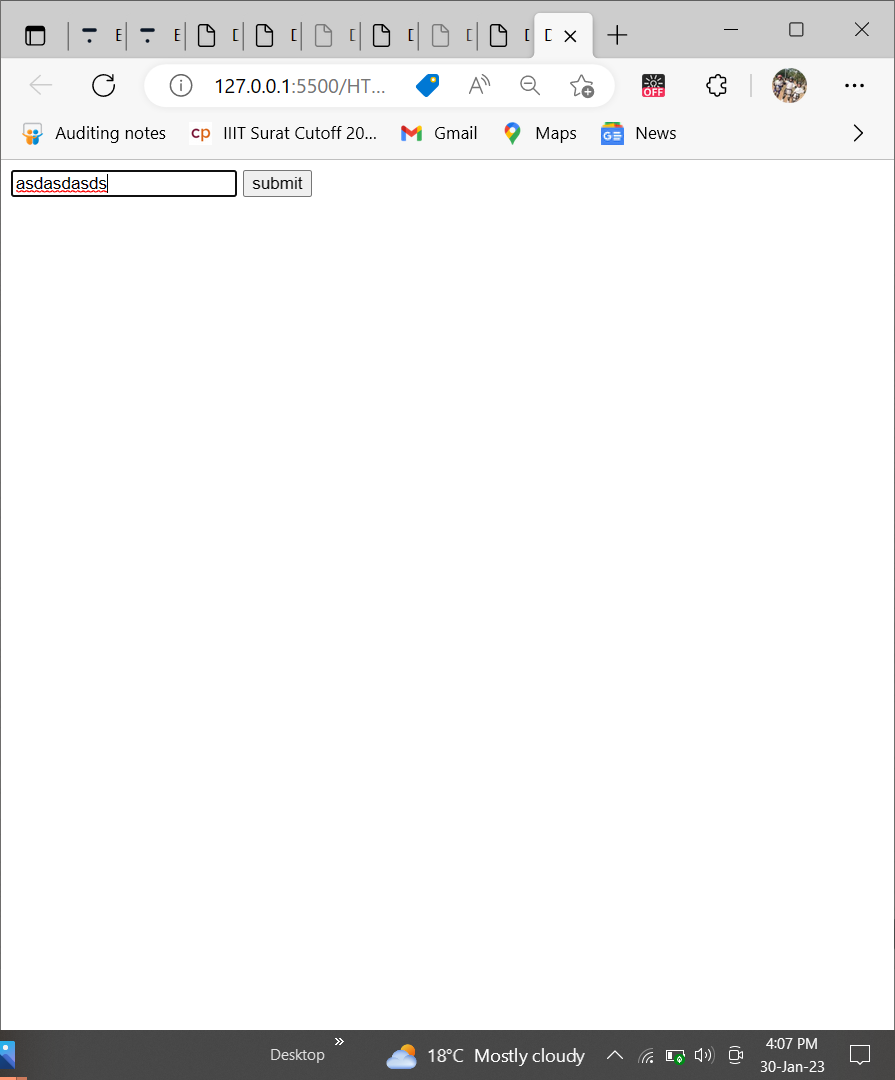 E E D D D D D D D
127.0.0.1:5500/HT...
OFF
Auditing notes cp IIIT Surat Cutoff 20... Gmail Maps GE News
asdasdasds submit
Desktop » 18°C Mostly cloudy 4:07 PM
30-Jan-23